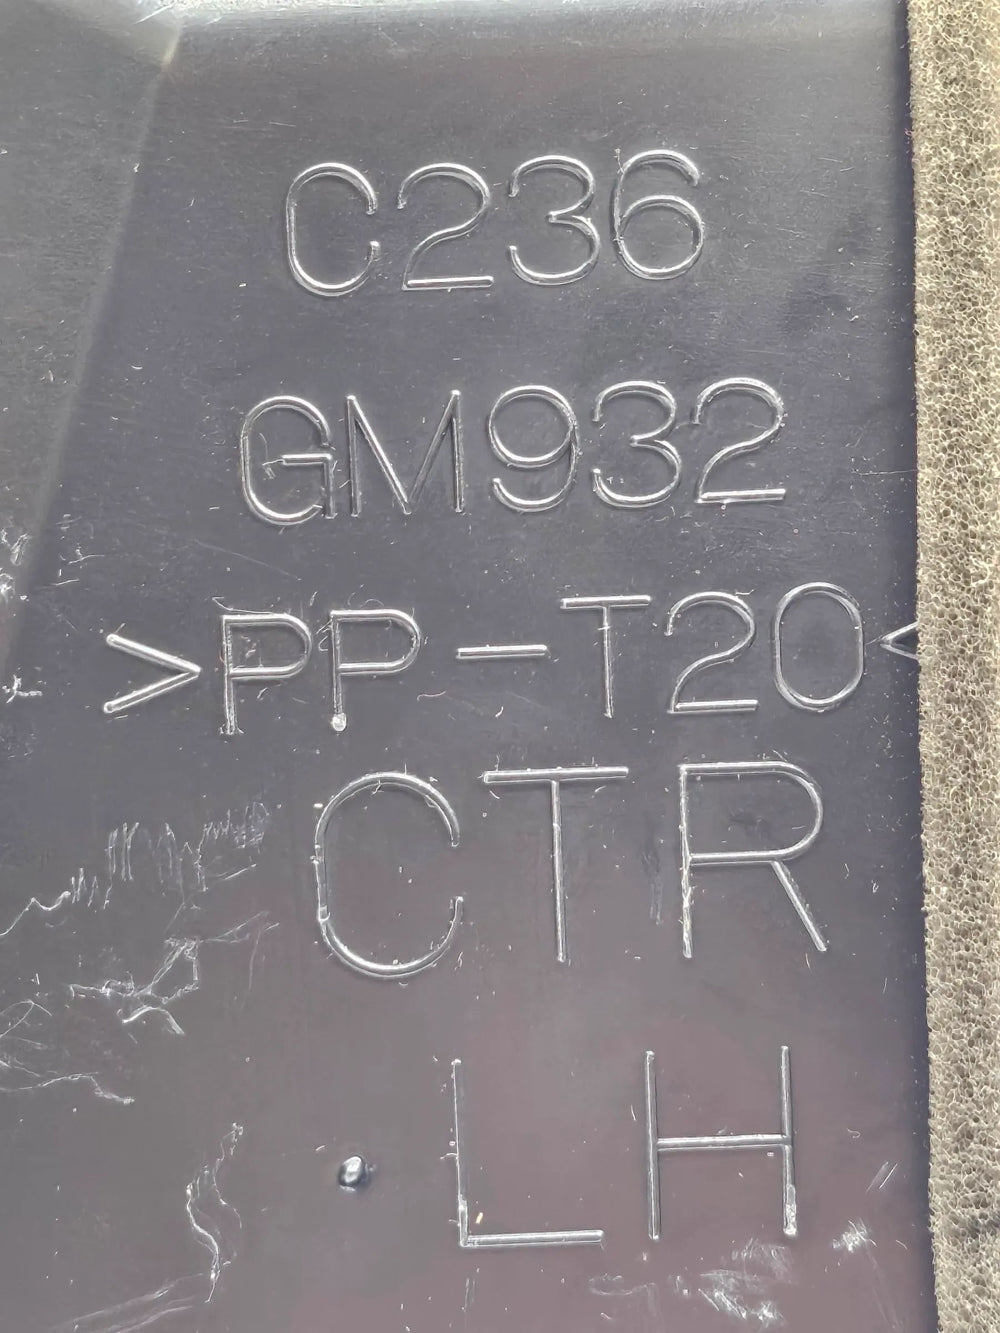 C236
GM932
>PP-T20<
CTR
LH